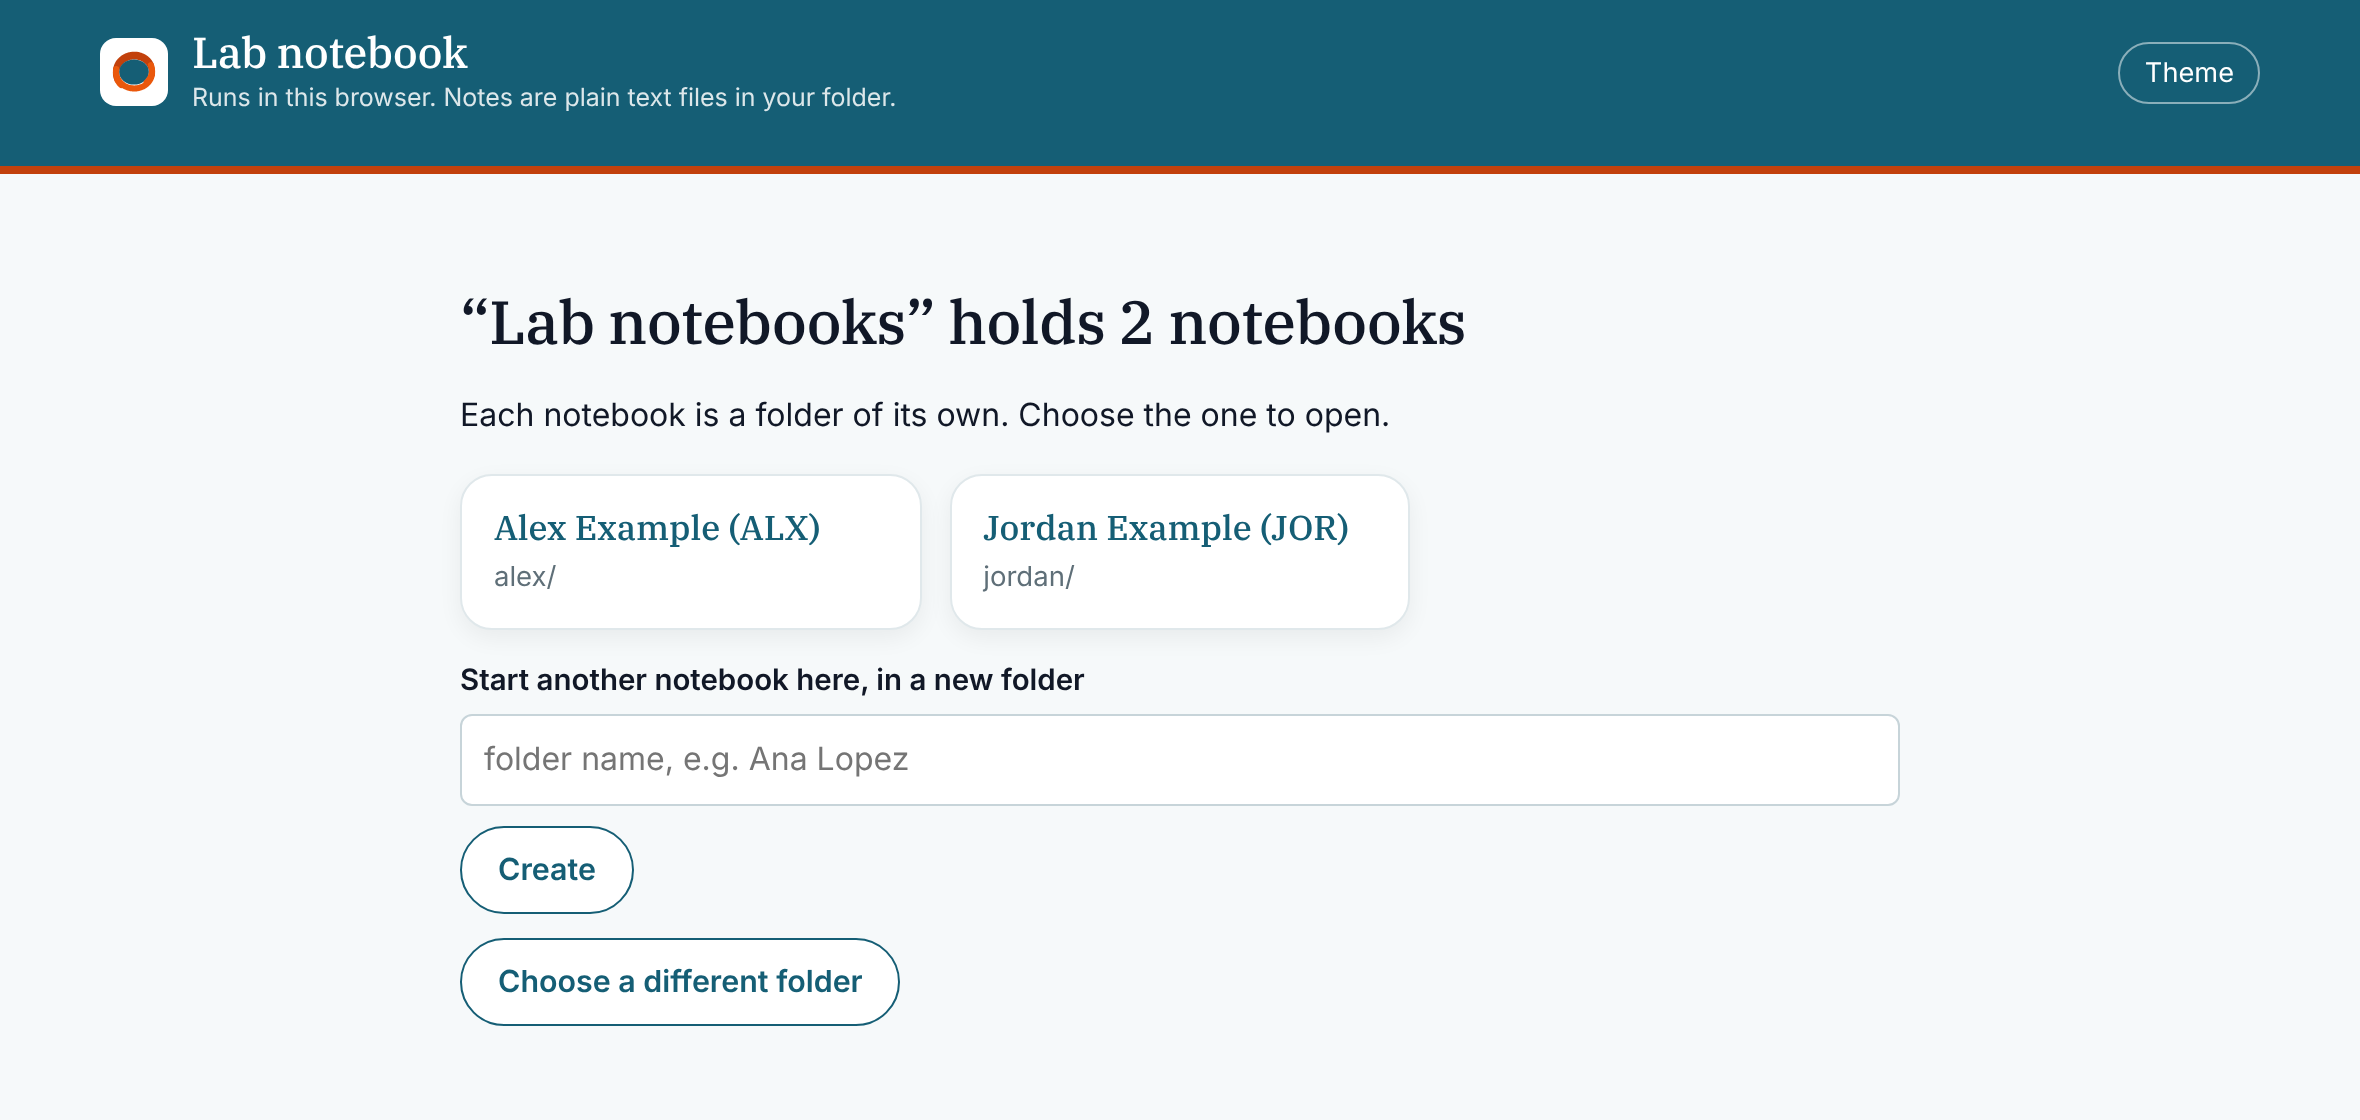 Lab notebook
Runs in this browser. Notes are plain text files in your folder.
Theme
“Lab notebooks” holds 2 notebooks
Each notebook is a folder of its own. Choose the one to open.
Alex Example (ALX)
alex/
Jordan Example (JOR)
jordan/
Start another notebook here, in a new folder
folder name, e.g. Ana Lopez
Create
Choose a different folder